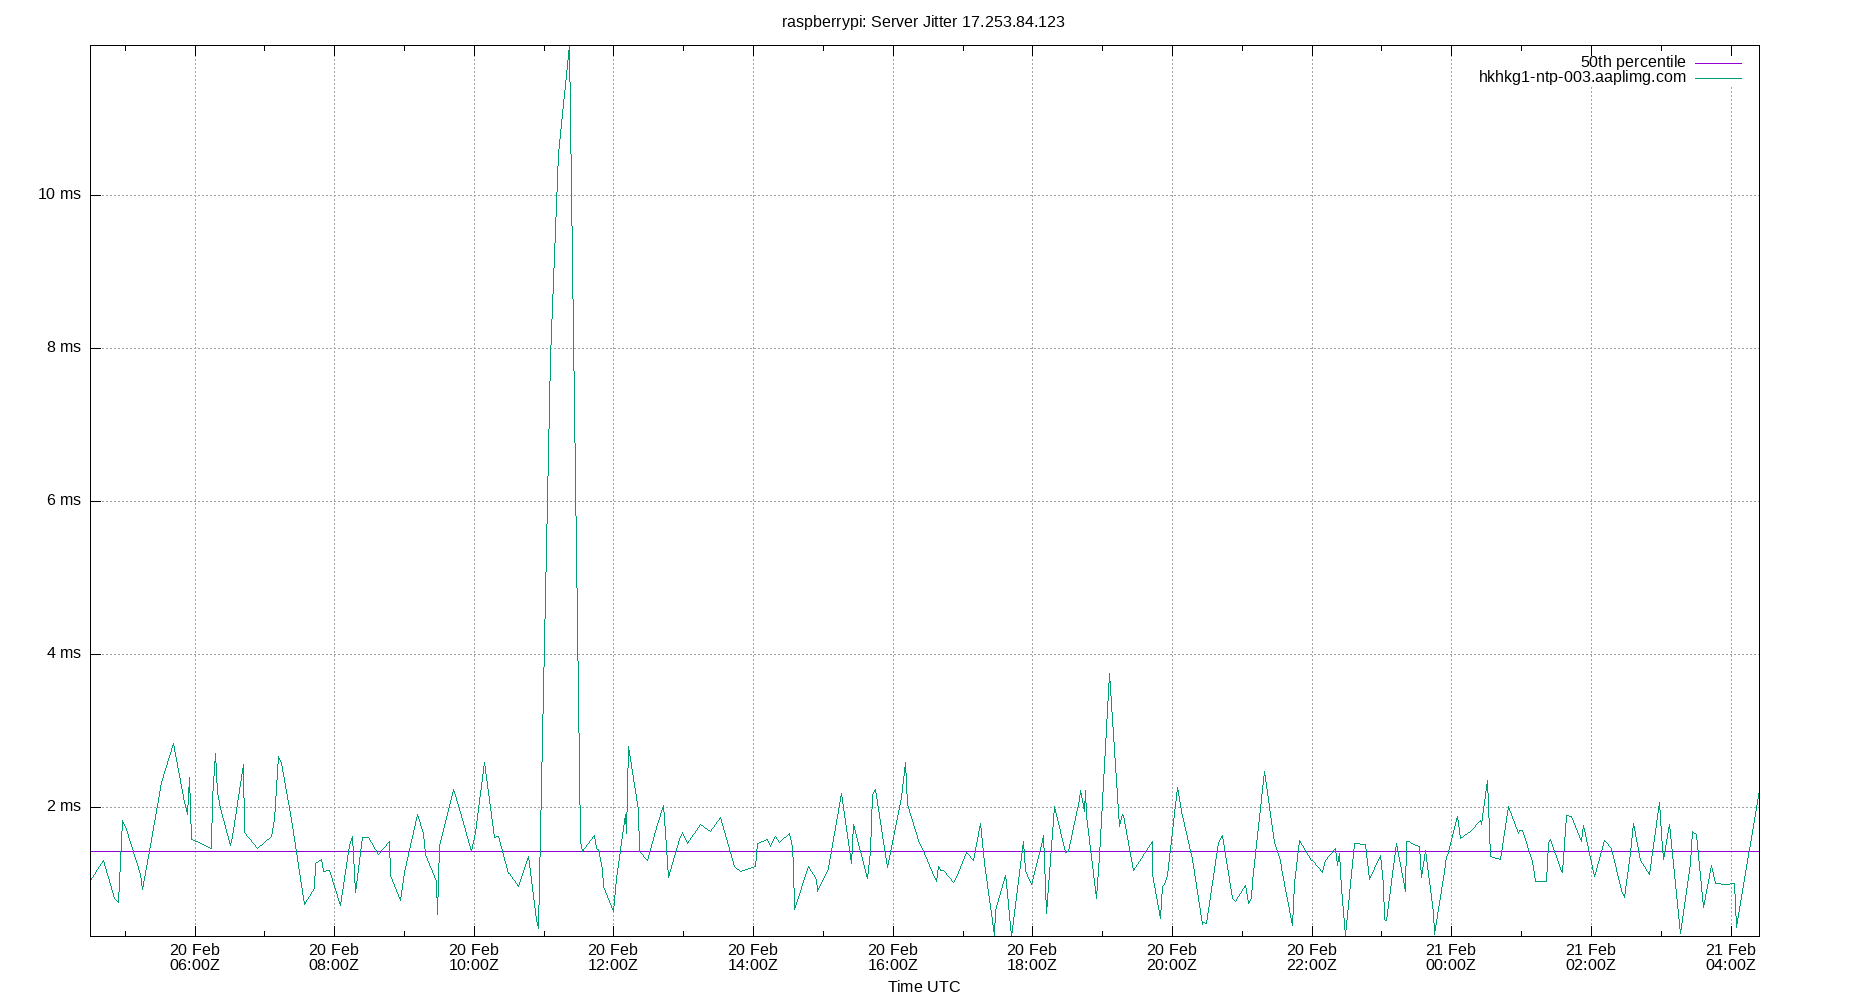 raspberrypi: Server Jitter 17.253.84.123
50th percentile
hkhkg1-ntp-003.aaplimg.com
10 ms
8 ms
6 ms
4 ms
2 ms
20 Feb 20 Feb 20 Feb 20 Feb 20 Feb 20 Feb 20 Feb 20 Feb 20 Feb 21 Feb 21 Feb 21 Feb
06:00Z 08:00Z 10:00Z 12:00Z 14:00Z 16:00Z 18:00Z 20:00Z 22:00Z 00:00Z 02:00Z 04:00Z
Time UTC